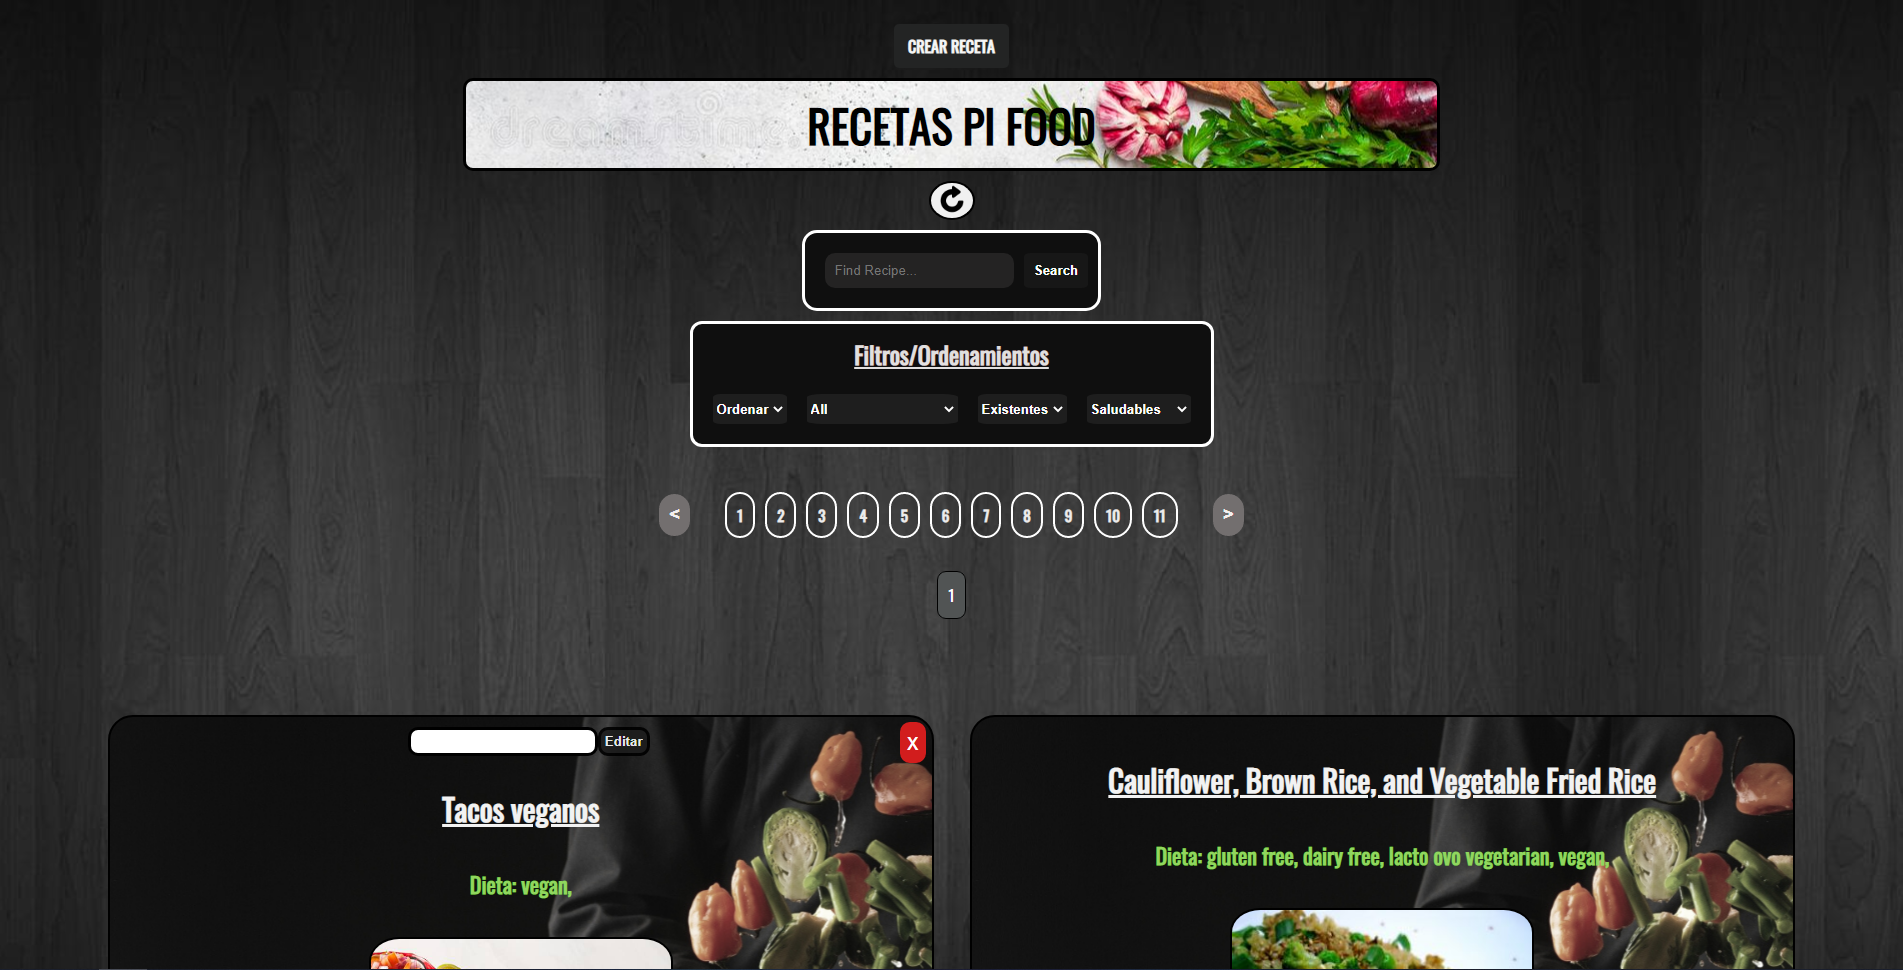 CREAR RECETA
dreamstime
RECETAS PI FOOD
Find Recipe...
Search
Filtros/Ordenamientos
Ordenar All Existentes Saludables
< 1 2 3 4 5 6 7 8 9 10 11 >
1
Editar X
Tacos veganos
Dieta: vegan,
Cauliflower, Brown Rice, and Vegetable Fried Rice
Dieta: gluten free, dairy free, lacto ovo vegetarian, vegan,